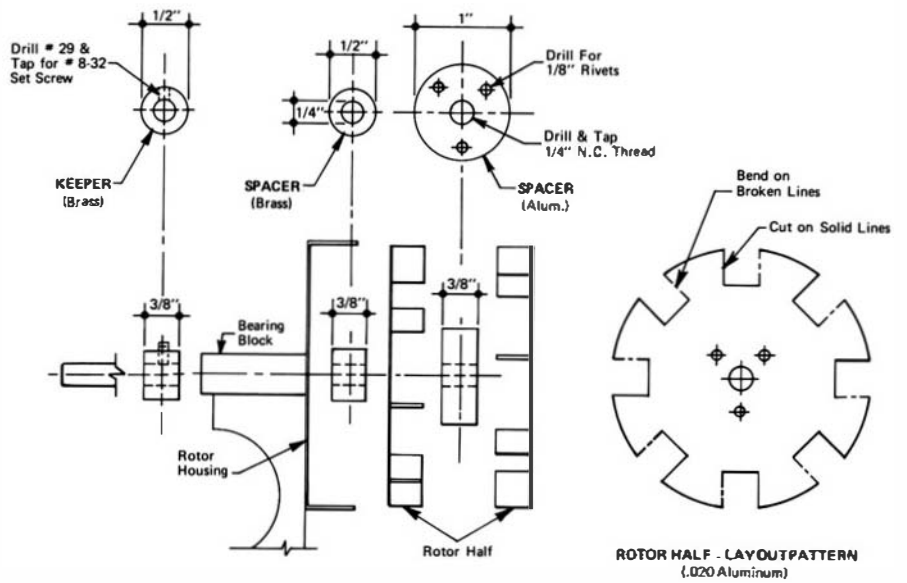 1/2"
Drill # 29 &
Tap for # 8-32
Set Screw
KEEPER
(Brass)
1/2"
1/4"
SPACER
(Brass)
1"
Drill For
1/8" Rivets
Drill & Tap
1/4" N.C. Thread
SPACER
(Alum.)
3/8"
Bearing
Block
3/8"
3/8"
Rotor
Housing
Rotor Half
Bend on
Broken Lines
Cut on Solid Lines
ROTOR HALF - LAYOUT PATTERN
(.020 Aluminum)